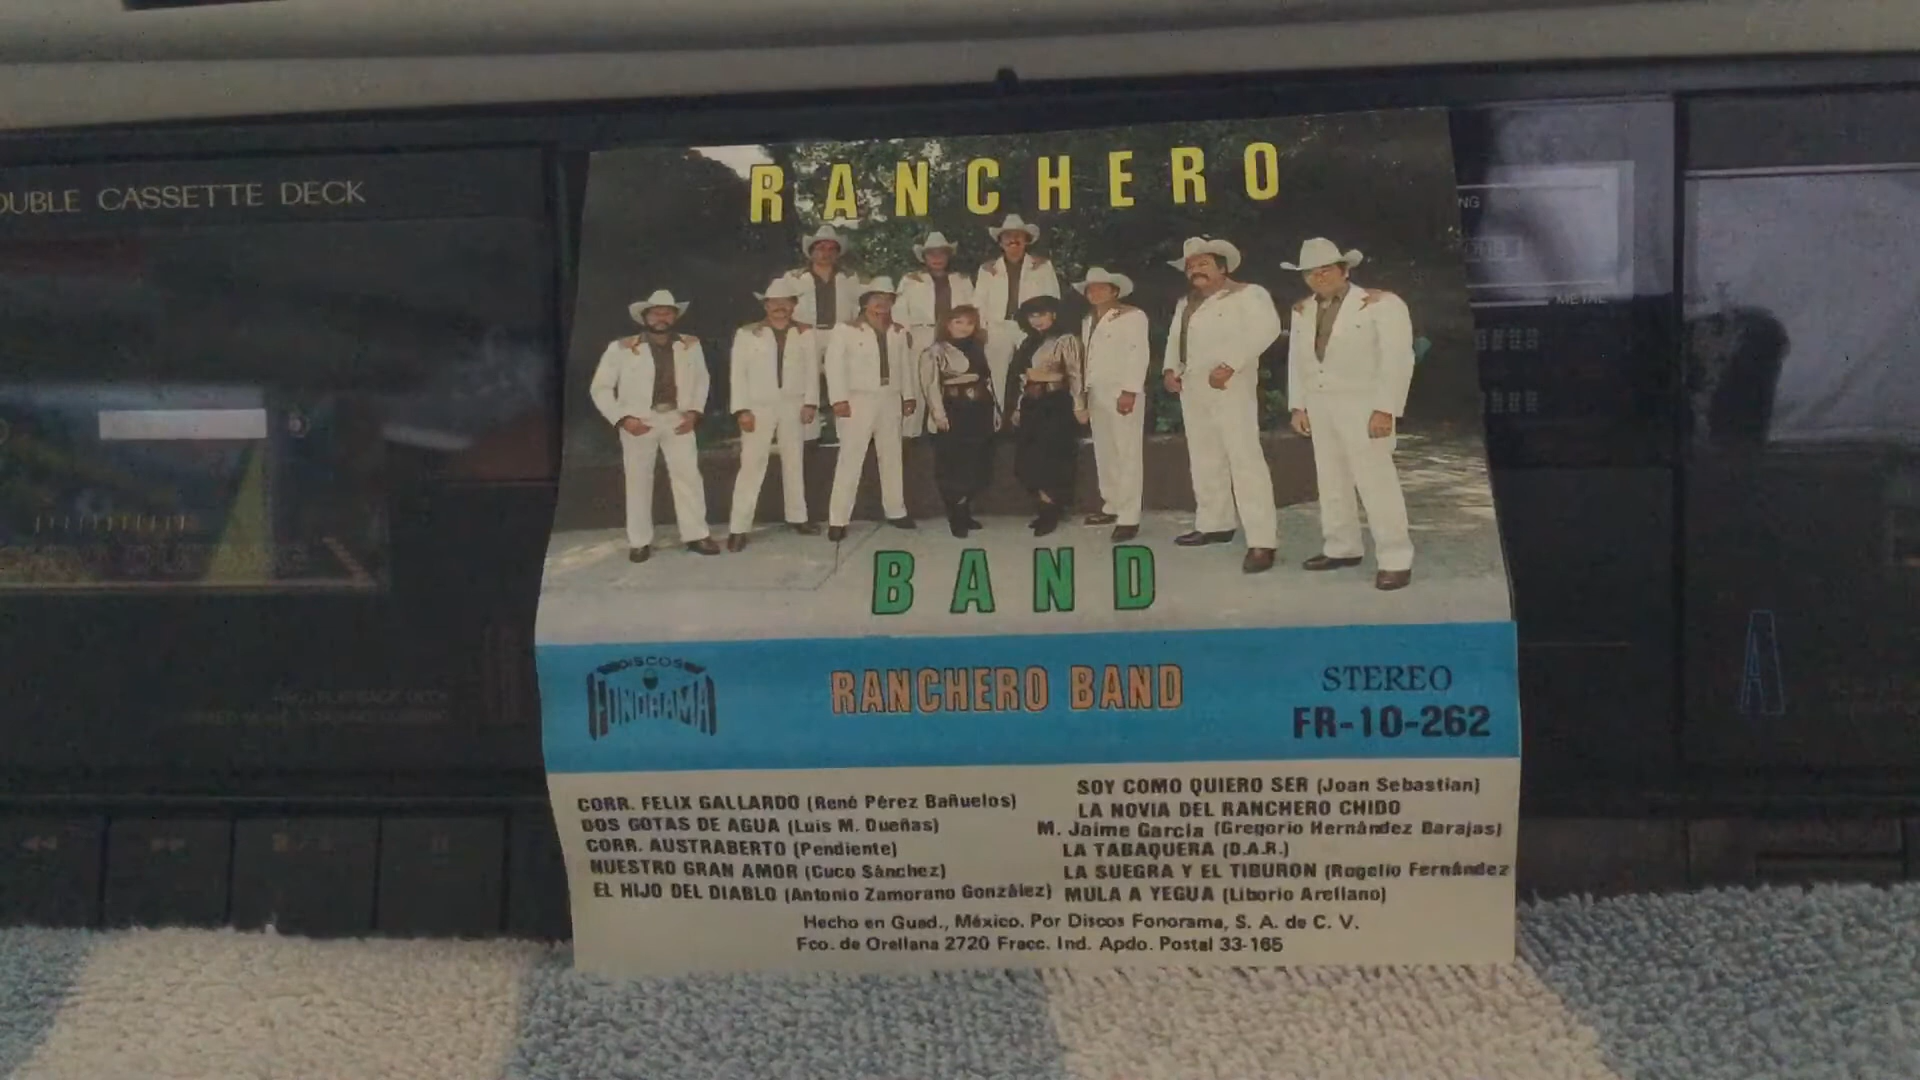 DOUBLE CASSETTE DECK
RANCHERO
BAND
DISCOS
FONORAMA
RANCHERO BAND
STEREO
FR-10-262
CORR. FELIX GALLARDO (René Pérez Bañuelos)
DOS GOTAS DE AGUA (Luis M. Dueñas)
CORR. AUSTRABERTO (Pendiente)
NUESTRO GRAN AMOR (Cuco Sánchez)
EL HIJO DEL DIABLO (Antonio Zamorano González)
SOY COMO QUIERO SER (Joan Sebastian)
LA NOVIA DEL RANCHERO CHIDO
M. Jaime García (Gregorio Hernández Barajas)
LA TABAQUERA (D.A.R.)
LA SUEGRA Y EL TIBURON (Rogelio Fernández
MULA A YEGUA (Liborio Arellano)
Hecho en Guad., México. Por Discos Fonorama, S. A. de C. V.
Fco. de Orellana 2720 Fracc. Ind. Apdo. Postal 33-165
METAL
A